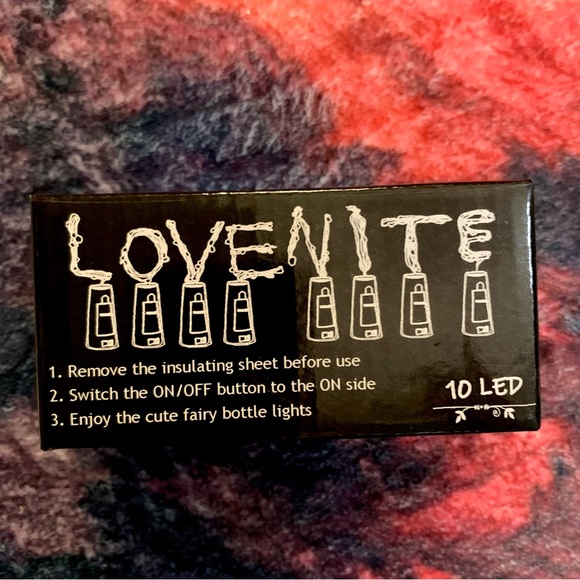 LOVENITE
1. Remove the insulating sheet before use
2. Switch the ON/OFF button to the ON side
3. Enjoy the cute fairy bottle lights
10 LED